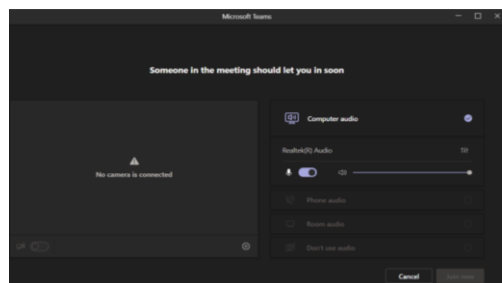 Microsoft Teams
Someone in the meeting should let you in soon
Computer audio
Realtek(R) Audio
No camera is connected
Phone audio
Room audio
Don't use audio
Cancel
Join now